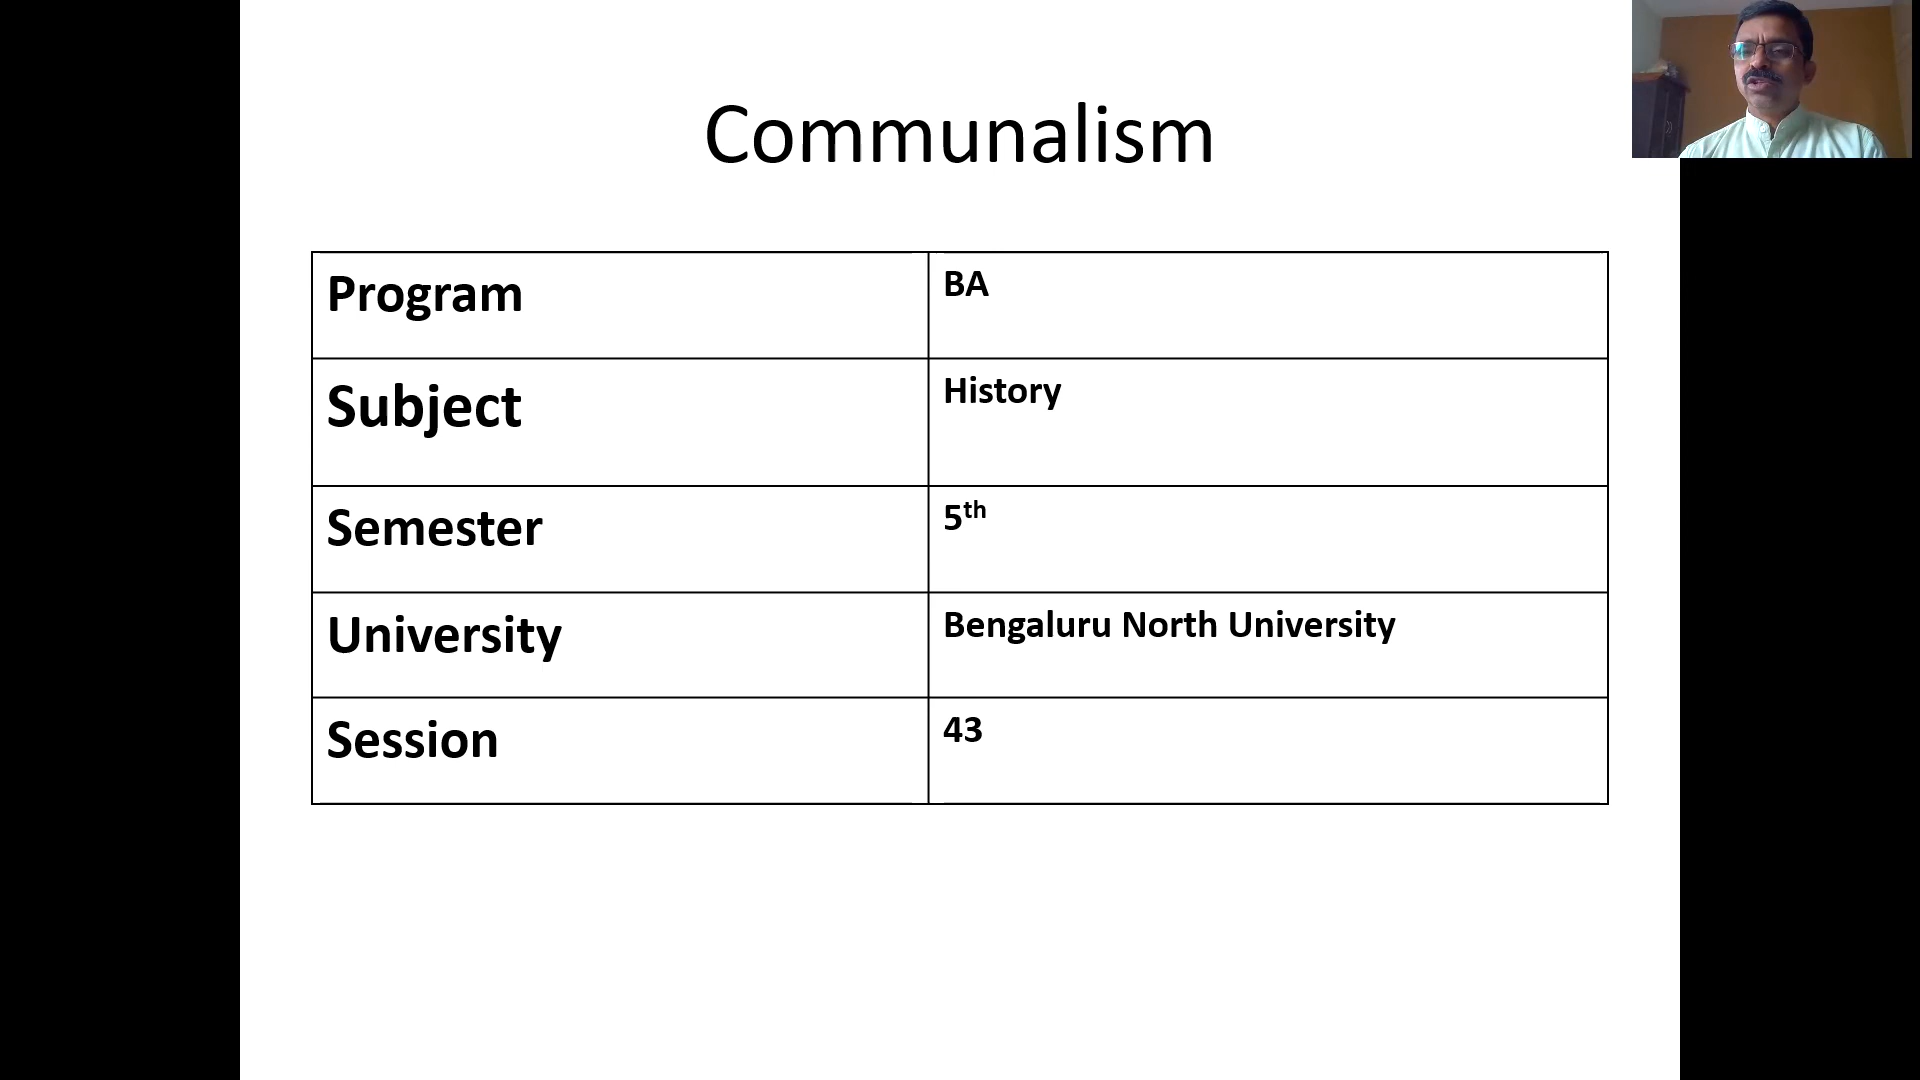 Communalism
Program BA
Subject History
Semester 5th
University Bengaluru North University
Session 43